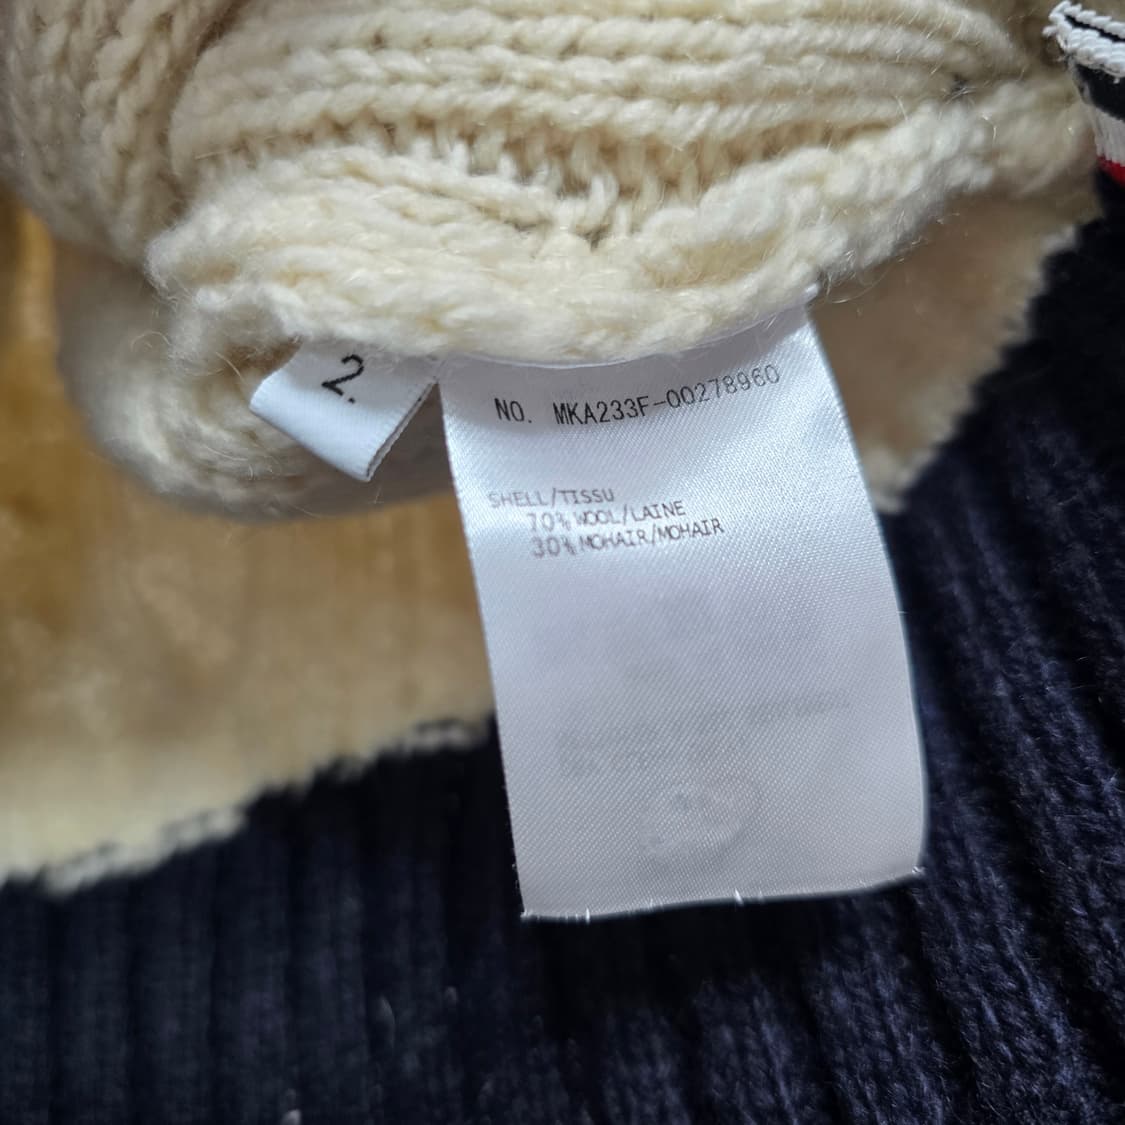 2.
NO. MKA233F-00278960
SHELL/TISSU
70% WOOL/LAINE
30% MOHAIR/MOHAIR